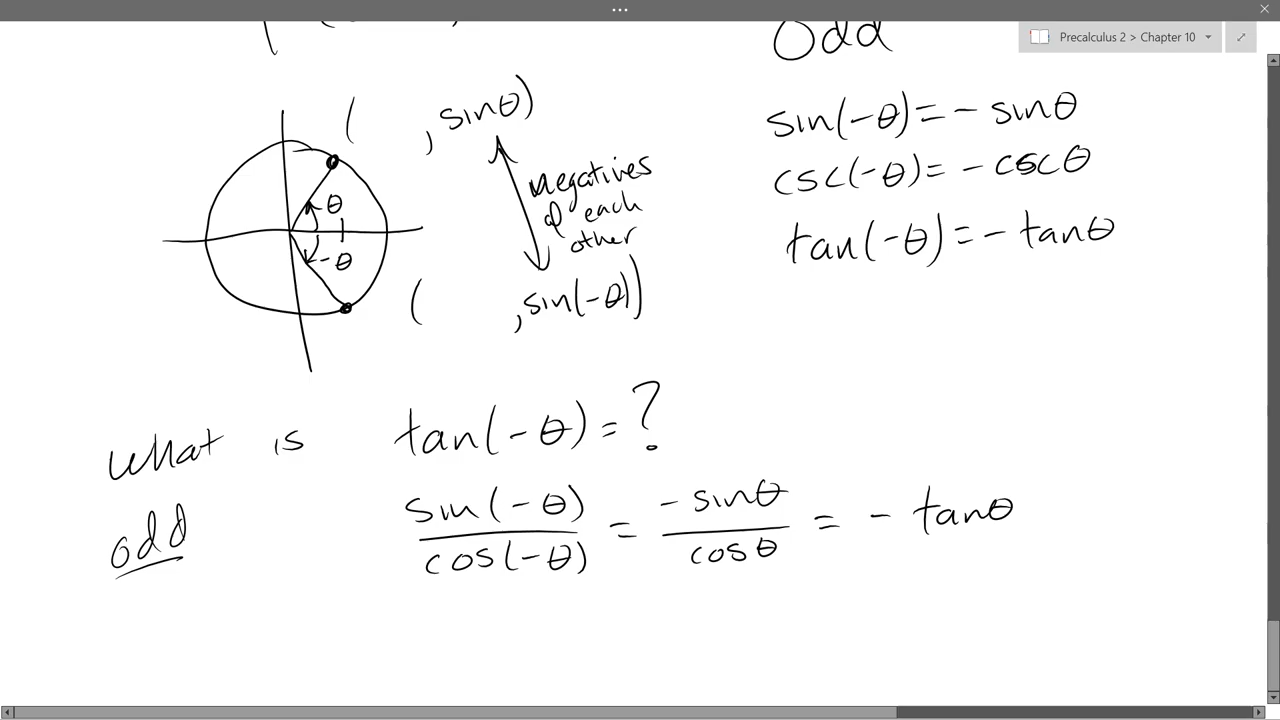 Precalculus 2 > Chapter 10
Odd
( , sinθ)
θ
-θ
negatives
of each
other
( , sin(-θ))
sin(-θ) = - sinθ
csc(-θ) = - cscθ
tan(-θ) = - tanθ
What is tan(-θ) = ?
odd
sin(-θ) / cos(-θ) = - sinθ / cosθ = - tanθ